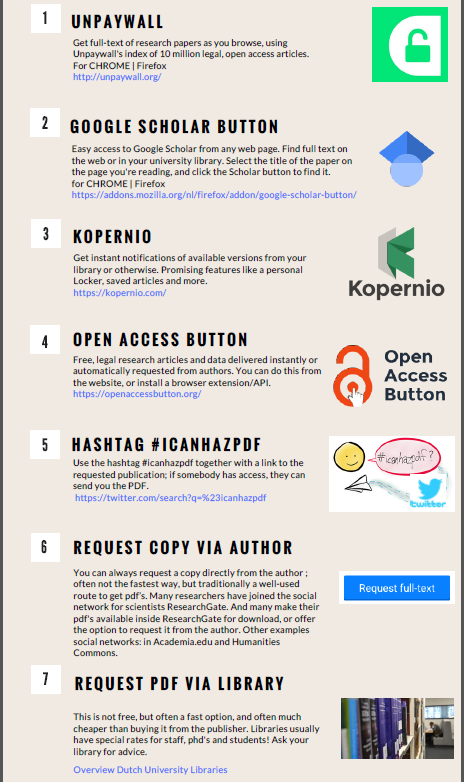 1
UNPAYWALL
Get full-text of research papers as you browse, using
Unpaywall's index of 10 million legal, open access articles.
For CHROME | Firefox
http://unpaywall.org/
2
GOOGLE SCHOLAR BUTTON
Easy access to Google Scholar from any web page. Find full text on
the web or in your university library. Select the title of the paper on
the page you're reading, and click the Scholar button to find it.
for CHROME | Firefox
https://addons.mozilla.org/nl/firefox/addon/google-scholar-button/
3
KOPERNIO
Get instant notifications of available versions from your
library or otherwise. Promising features like a personal
Locker, saved articles and more.
https://kopernio.com/
Kopernio
4
OPEN ACCESS BUTTON
Free, legal research articles and data delivered instantly or
automatically requested from authors. You can do this from
the website, or install a browser extension/API.
https://openaccessbutton.org/
Open
Access
Button
5
HASHTAG #ICANHAZPDF
Use the hashtag #icanhazpdf together with a link to the
requested publication; if somebody has access, they can
send you the PDF.
https://twitter.com/search?q=%23icanhazpdf
#icanhazpdf?
twitter
6
REQUEST COPY VIA AUTHOR
You can always request a copy directly from the author ;
often not the fastest way, but traditionally a well-used
route to get pdf's. Many researchers have joined the social
network for scientists ResearchGate. And many make their
pdf's available inside ResearchGate for download, or offer
the option to request it from the author. Other examples
social networks: in Academia.edu and Humanities
Commons.
Request full-text
7
REQUEST PDF VIA LIBRARY
This is not free, but often a fast option, and often much
cheaper than buying it from the publisher. Libraries usually
have special rates for staff, phd's and students! Ask your
library for advice.
Overview Dutch University Libraries